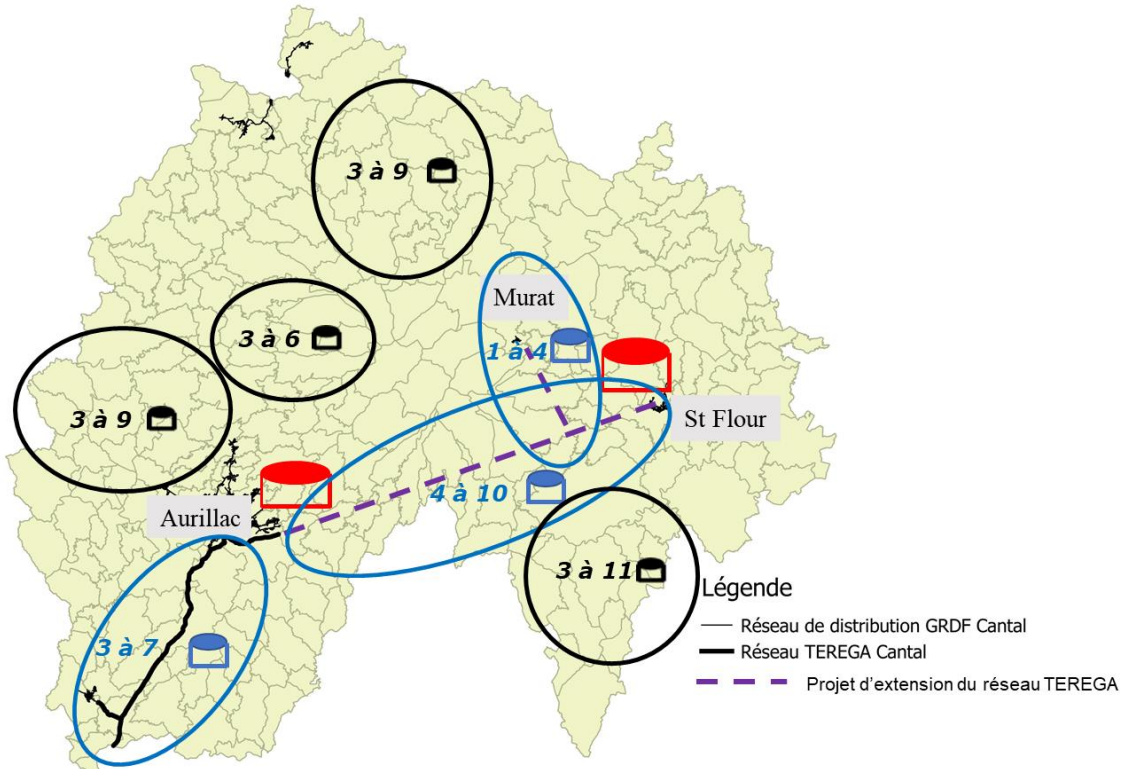 3 à 9
Murat
3 à 6
1 à 4
3 à 9
St Flour
4 à 10
Aurillac
3 à 11
Légende
Réseau de distribution GRDF Cantal
3 à 7
Réseau TEREGA Cantal
Projet d'extension du réseau TEREGA